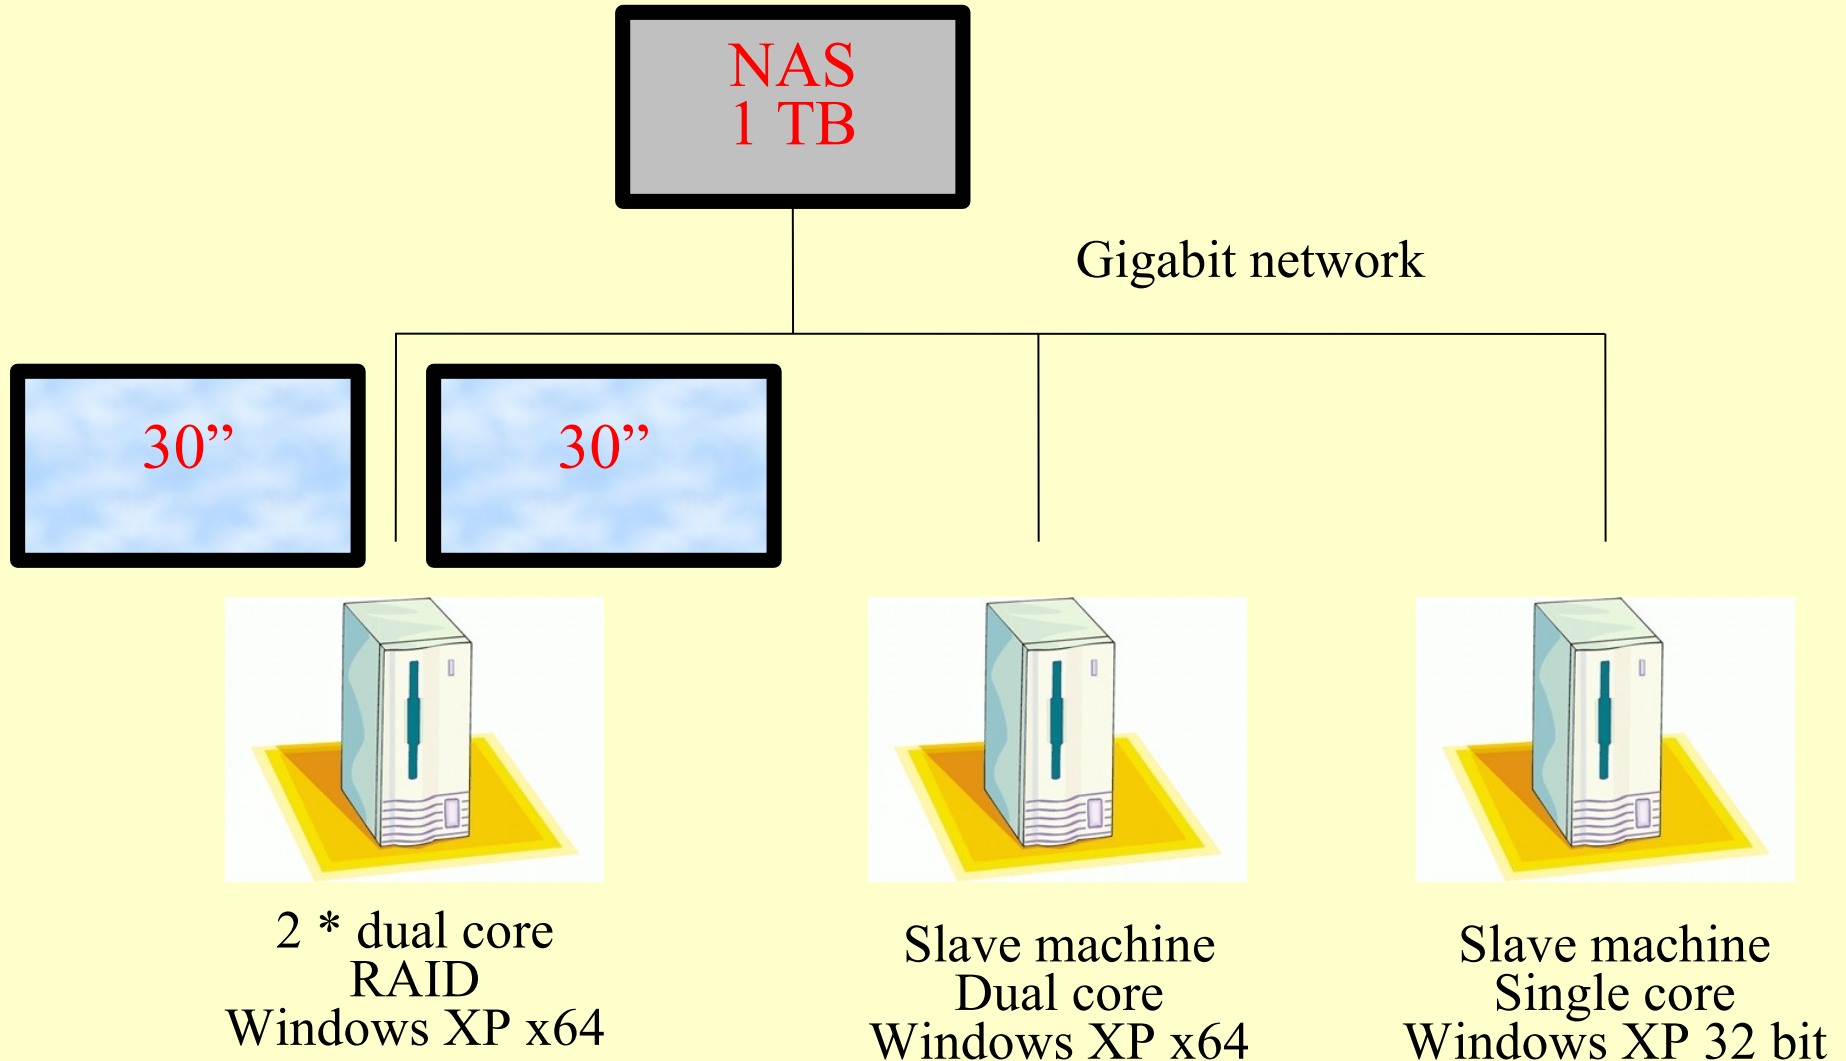 NAS
1 TB
Gigabit network
30”
30”
2 * dual core
RAID
Windows XP x64
Slave machine
Dual core
Windows XP x64
Slave machine
Single core
Windows XP 32 bit